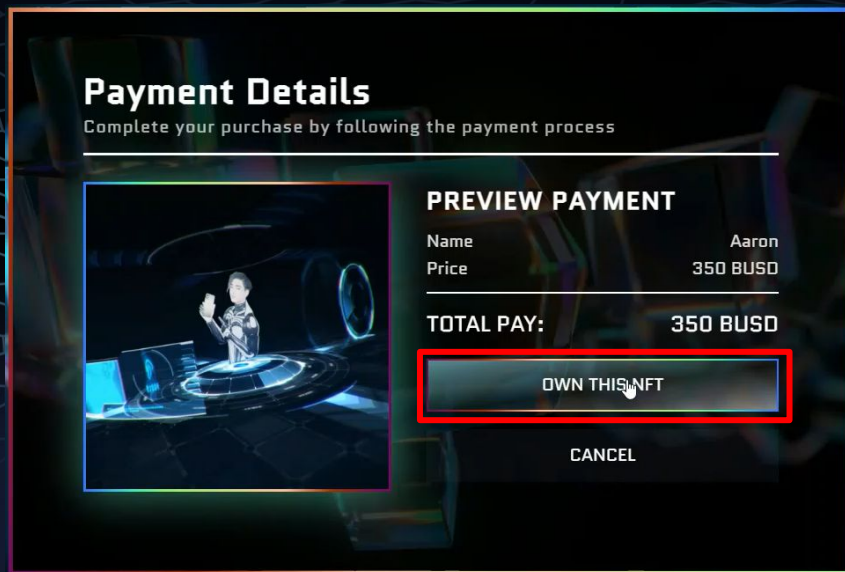 Payment Details
Complete your purchase by following the payment process
PREVIEW PAYMENT
Name Aaron
Price 350 BUSD
TOTAL PAY: 350 BUSD
OWN THIS NFT
CANCEL